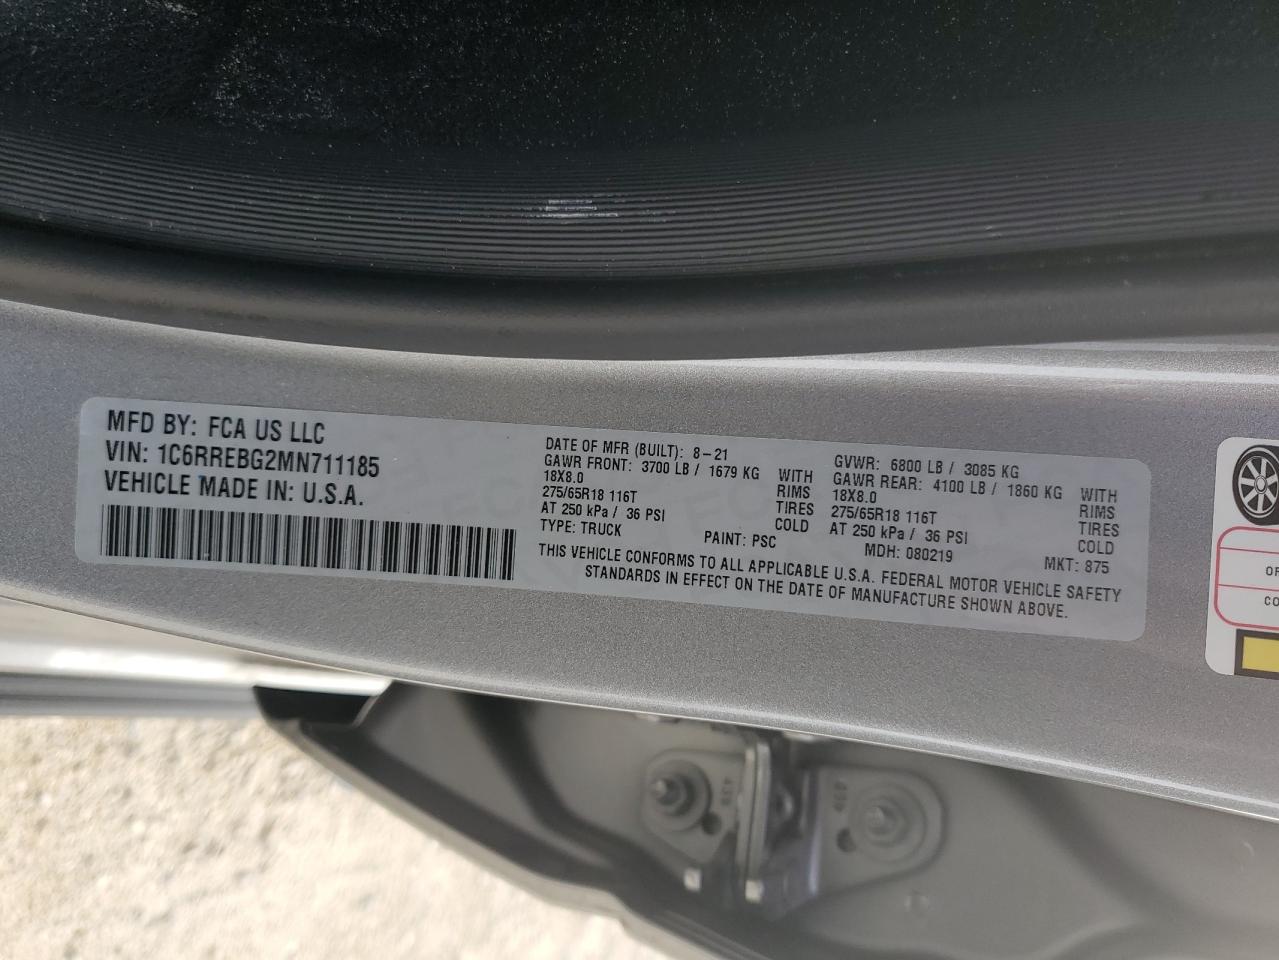 MFD BY: FCA US LLC
VIN: 1C6RREBG2MN711185
VEHICLE MADE IN: U.S.A.
DATE OF MFR (BUILT): 8-21
GAWR FRONT: 3700 LB / 1679 KG WITH
18X8.0 RIMS
275/65R18 116T TIRES
AT 250 kPa / 36 PSI COLD
TYPE: TRUCK PAINT: PSC
GVWR: 6800 LB / 3085 KG
GAWR REAR: 4100 LB / 1860 KG WITH
18X8.0 RIMS
275/65R18 116T TIRES
AT 250 kPa / 36 PSI COLD
MDH: 080219 MKT: 875
THIS VEHICLE CONFORMS TO ALL APPLICABLE U.S.A. FEDERAL MOTOR VEHICLE SAFETY
STANDARDS IN EFFECT ON THE DATE OF MANUFACTURE SHOWN ABOVE.